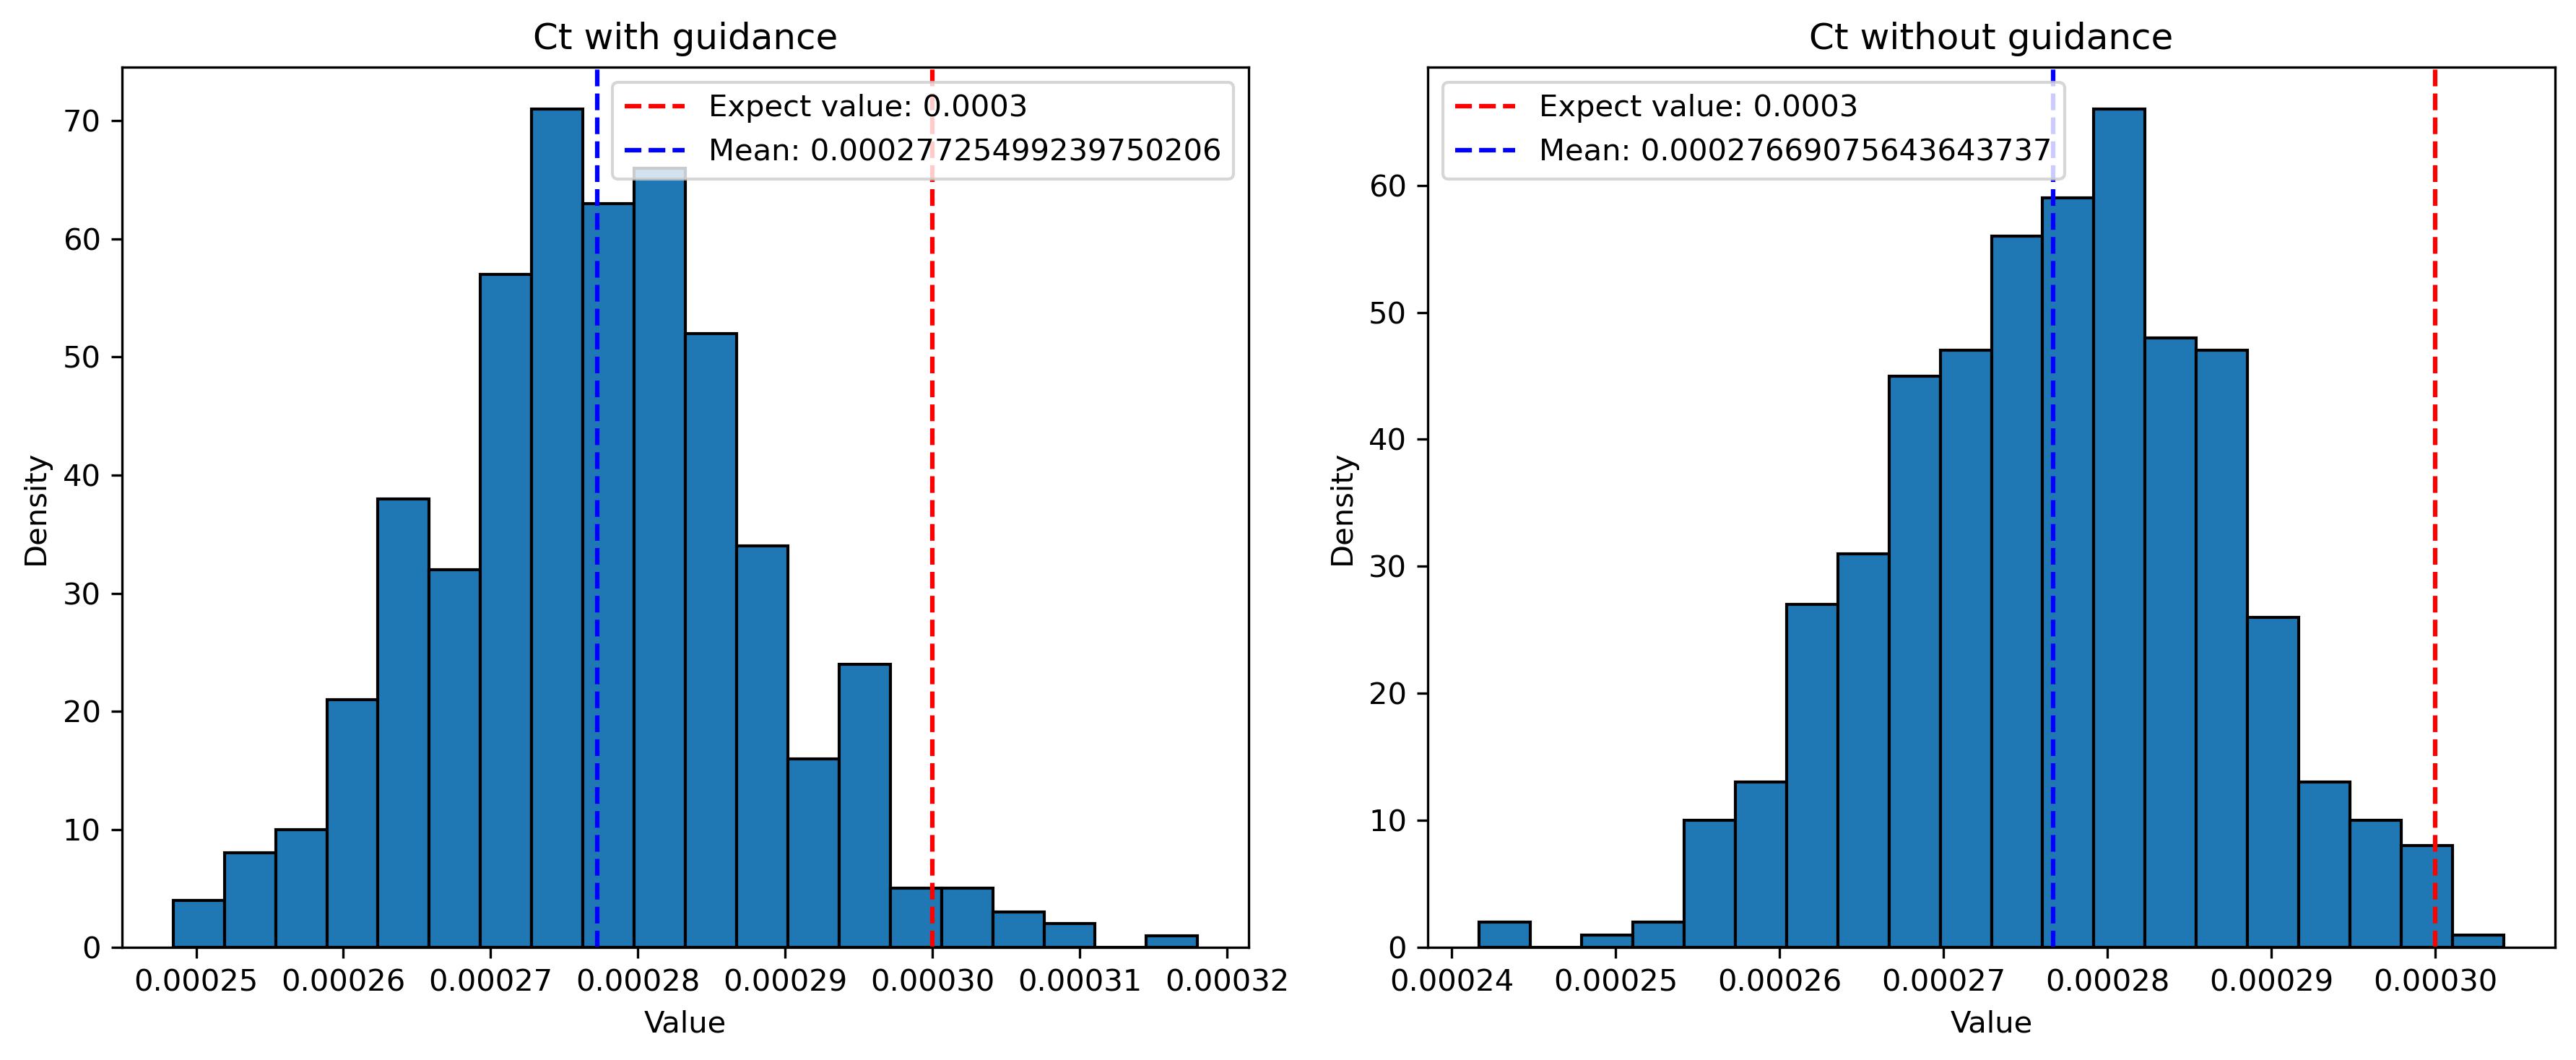 Ct with guidance
Expect value: 0.0003
Mean: 0.00027725499239750206
Density
70
60
50
40
30
20
10
0
0.00025 0.00026 0.00027 0.00028 0.00029 0.00030 0.00031 0.00032
Value
Ct without guidance
Expect value: 0.0003
Mean: 0.00027669075643643737
Density
60
50
40
30
20
10
0
0.00024 0.00025 0.00026 0.00027 0.00028 0.00029 0.00030
Value